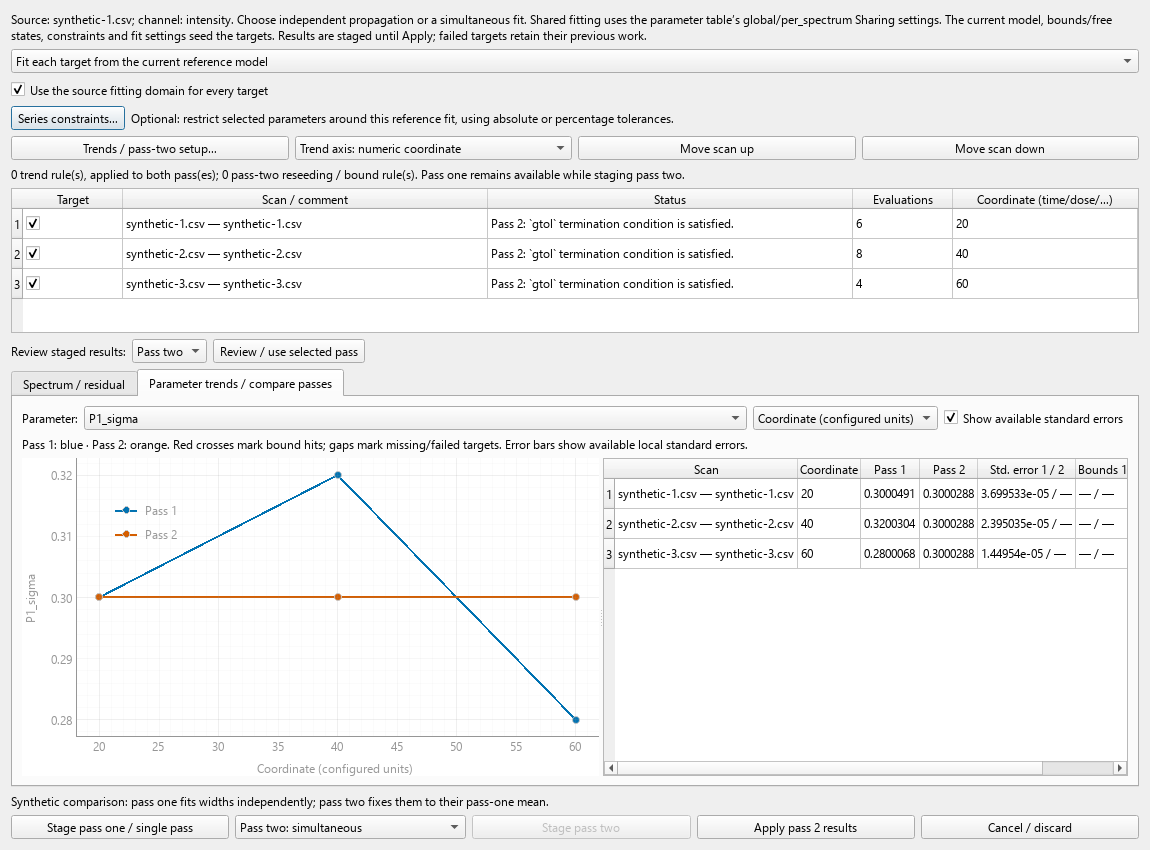 Source: synthetic-1.csv; channel: intensity. Choose independent propagation or a simultaneous fit. Shared fitting uses the parameter table's global/per_spectrum Sharing settings. The current model, bounds/free
states, constraints and fit settings seed the targets. Results are staged until Apply; failed targets retain their previous work.
Fit each target from the current reference model
Use the source fitting domain for every target
Series constraints... Optional: restrict selected parameters around this reference fit, using absolute or percentage tolerances.
Trends / pass-two setup... Trend axis: numeric coordinate Move scan up Move scan down
0 trend rule(s), applied to both pass(es); 0 pass-two reseeding / bound rule(s). Pass one remains available while staging pass two.
Target Scan / comment Status Evaluations Coordinate (time/dose/...)
1 synthetic-1.csv — synthetic-1.csv Pass 2: `gtol` termination condition is satisfied. 6 20
2 synthetic-2.csv — synthetic-2.csv Pass 2: `gtol` termination condition is satisfied. 8 40
3 synthetic-3.csv — synthetic-3.csv Pass 2: `gtol` termination condition is satisfied. 4 60
Review staged results: Pass two Review / use selected pass
Spectrum / residual Parameter trends / compare passes
Parameter: P1_sigma Coordinate (configured units) Show available standard errors
Pass 1: blue · Pass 2: orange. Red crosses mark bound hits; gaps mark missing/failed targets. Error bars show available local standard errors.
P1_sigma
0.32
0.31
0.30
0.29
0.28
Pass 1
Pass 2
20 25 30 35 40 45 50 55 60
Coordinate (configured units)
Scan Coordinate Pass 1 Pass 2 Std. error 1 / 2 Bounds 1
1 synthetic-1.csv — synthetic-1.csv 20 0.3000491 0.3000288 3.699533e-05 / — — / —
2 synthetic-2.csv — synthetic-2.csv 40 0.3200304 0.3000288 2.395035e-05 / — — / —
3 synthetic-3.csv — synthetic-3.csv 60 0.2800068 0.3000288 1.44954e-05 / — — / —
Synthetic comparison: pass one fits widths independently; pass two fixes them to their pass-one mean.
Stage pass one / single pass Pass two: simultaneous Stage pass two Apply pass 2 results Cancel / discard